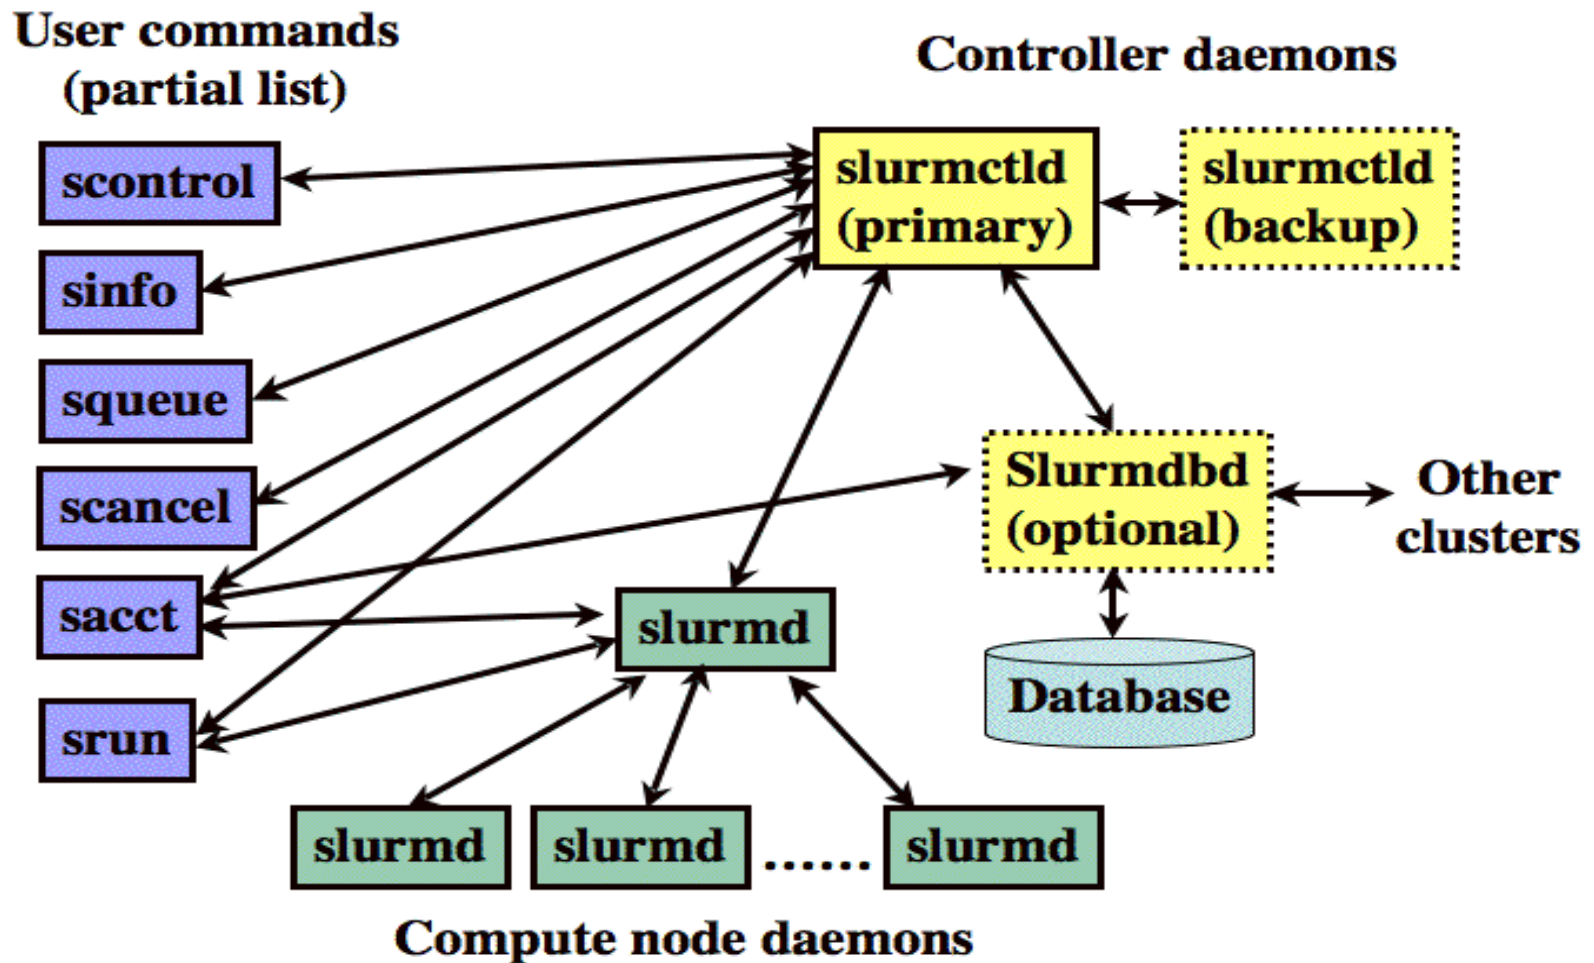 User commands
(partial list)
Controller daemons
scontrol
sinfo
squeue
scancel
sacct
srun
slurmctld
(primary)
slurmctld
(backup)
Slurmdbd
(optional)
Other
clusters
Database
slurmd
slurmd
slurmd
......
slurmd
Compute node daemons